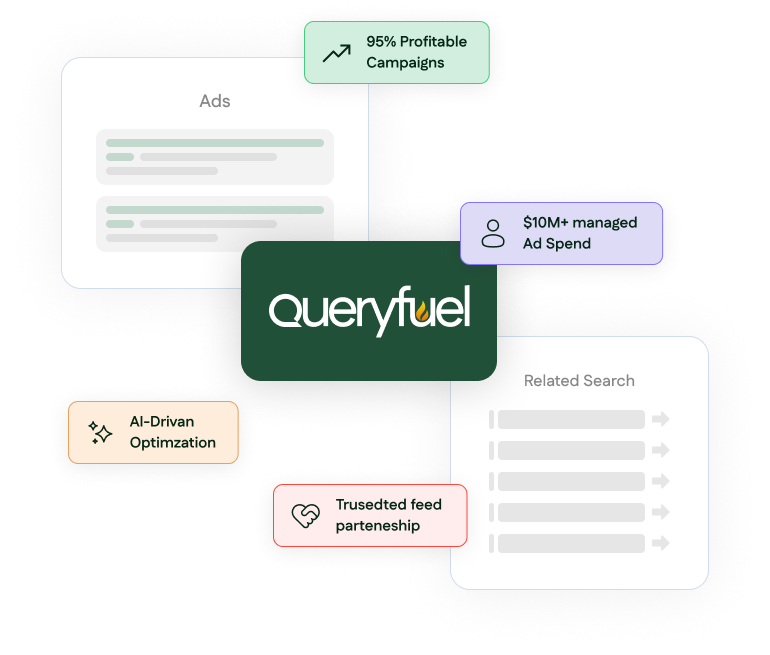 95% Profitable
Campaigns
Ads
$10M+ managed
Ad Spend
Queryfuel
Related Search
AI-Drivan
Optimzation
Trusedted feed
parteneship